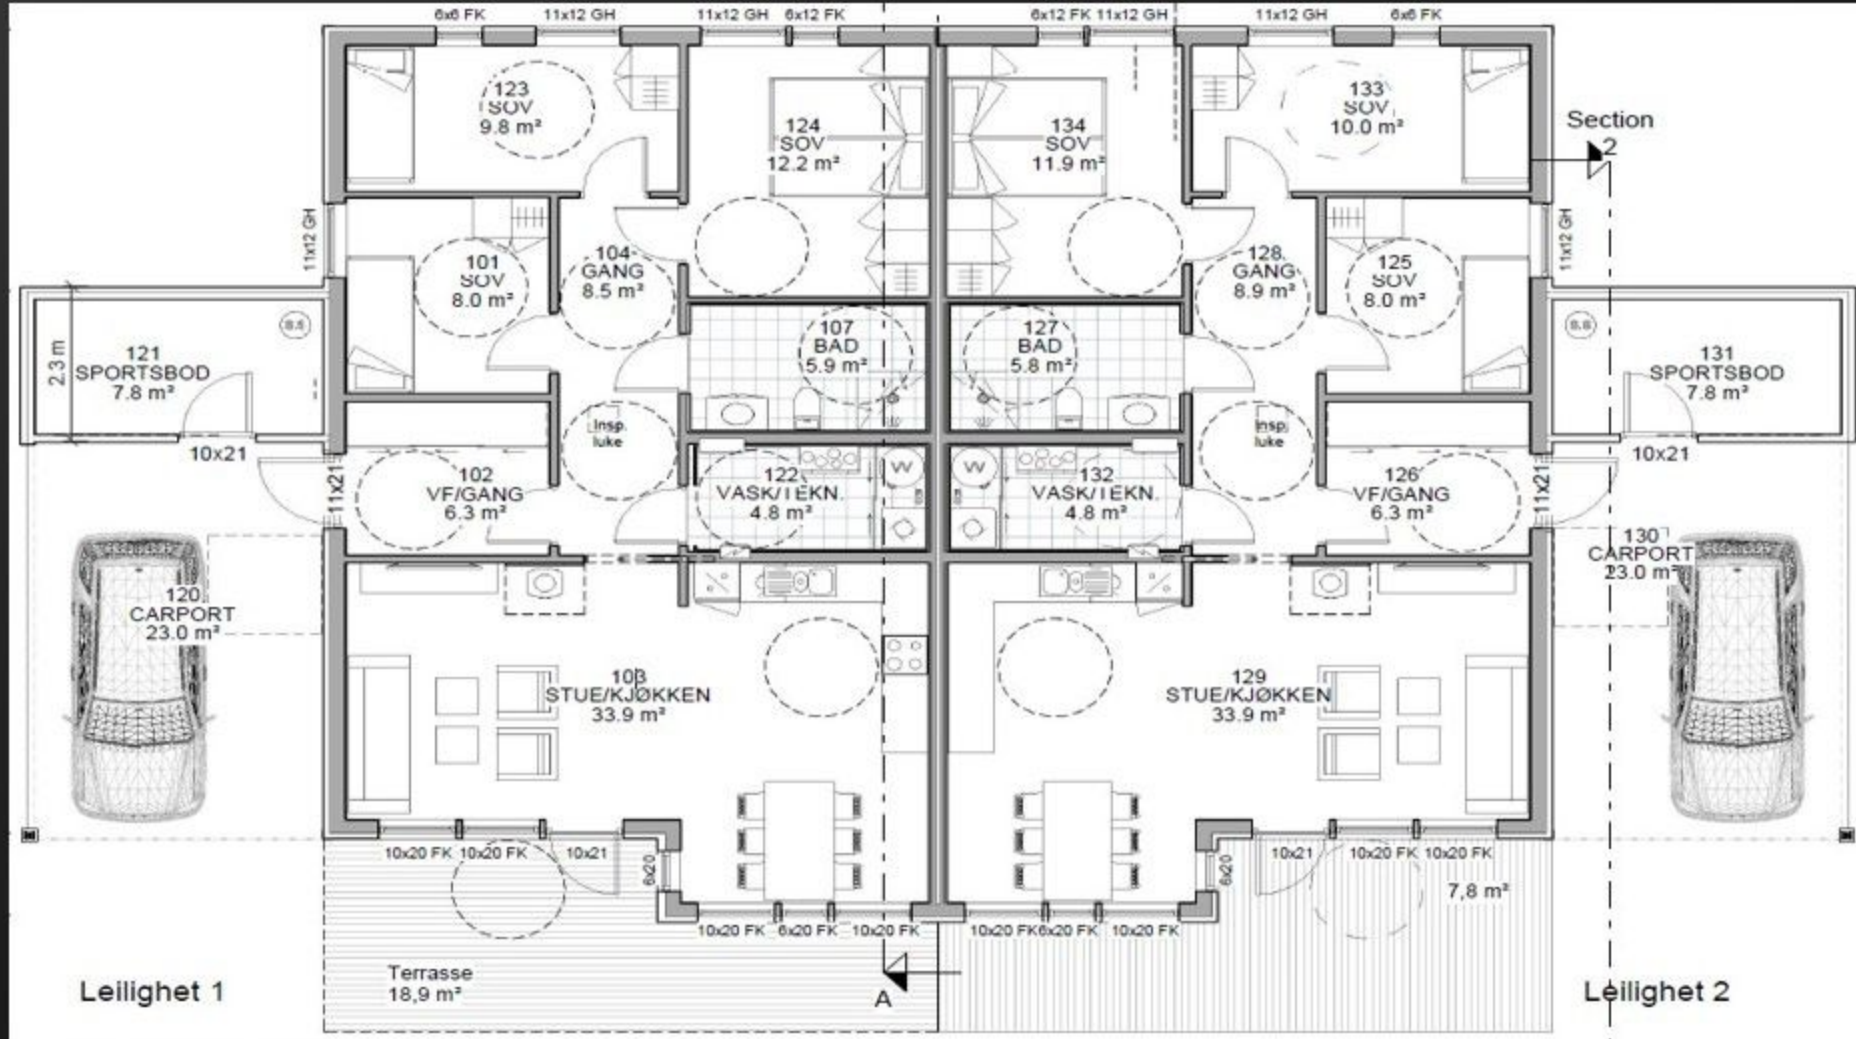 6x6 FK
11x12 GH
11x12 GH
6x12 FK
6x12 FK
11x12 GH
11x12 GH
6x6 FK
123
SOV
9.8 m²
124
SOV
12.2 m²
134
SOV
11.9 m²
133
SOV
10.0 m²
Section
2
11x12 GH
101
SOV
8.0 m²
104
GANG
8.5 m²
128
GANG
8.9 m²
125
SOV
8.0 m²
11x12 GH
2.3 m
121
SPORTSBOD
7.8 m²
107
BAD
5.9 m²
127
BAD
5.8 m²
131
SPORTSBOD
7.8 m²
Insp.
luke
Insp.
luke
10x21
11x21
102
VF/GANG
6.3 m²
122
VASK/TEKN.
4.8 m²
VV
VV
132
VASK/TEKN.
4.8 m²
126
VF/GANG
6.3 m²
11x21
10x21
120
CARPORT
23.0 m²
130
CARPORT
23.0 m²
103
STUE/KJØKKEN
33.9 m²
129
STUE/KJØKKEN
33.9 m²
10x20 FK
10x20 FK
10x21
6x20
6x20
10x21
10x20 FK
10x20 FK
7,8 m²
10x20 FK
6x20 FK
10x20 FK
10x20 FK
6x20 FK
10x20 FK
Terrasse
18,9 m²
A
Leilighet 1
Leilighet 2